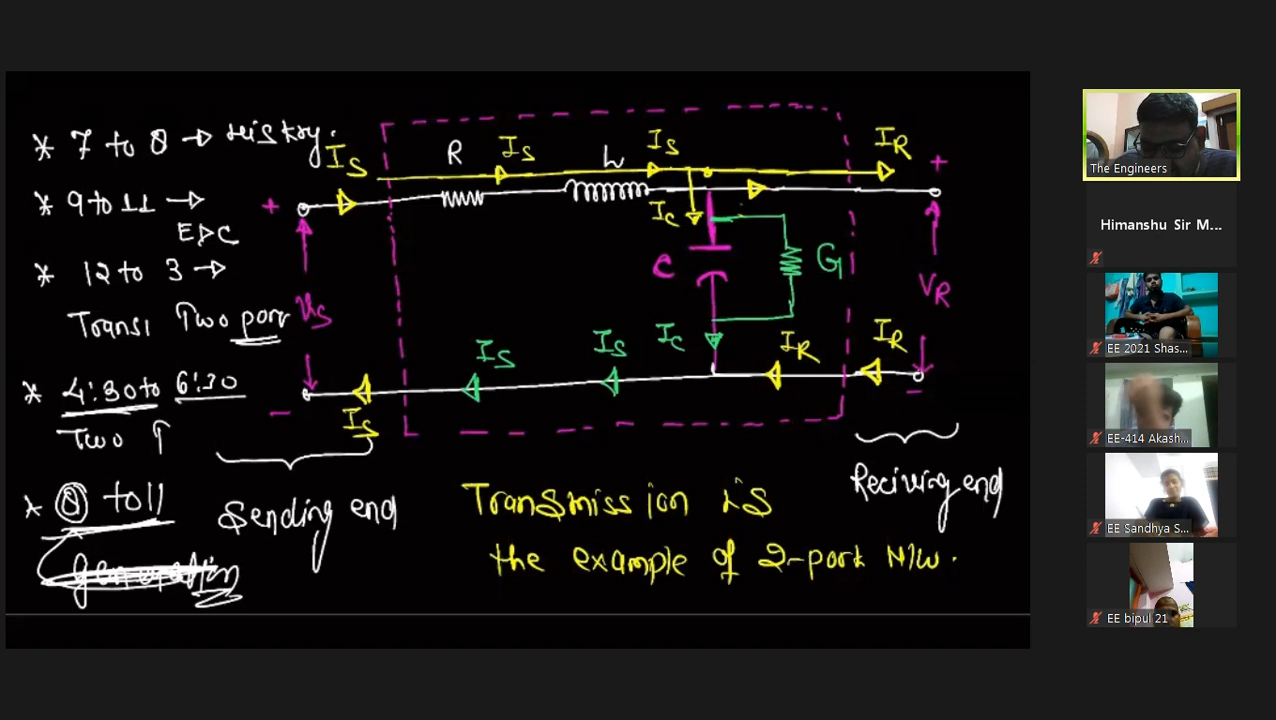 * 7 to 8 → History.
* 9 to 11 →
EDC
* 12 to 3 →
Transi Two port
* 4:30 to 6:30
Two P
* 8 to 11
generation
IS
R
IS
L
IS
IR
+
+
IC
C
G
VS
VR
IS
IS
IC
IR
IR
-
-
IS
Sending end
Reciving end
Transmission is
the example of 2-port N/W.
The Engineers
Himanshu Sir M...
EE 2021 Shas...
EE-414 Akash...
EE Sandhya S...
EE bipul 21